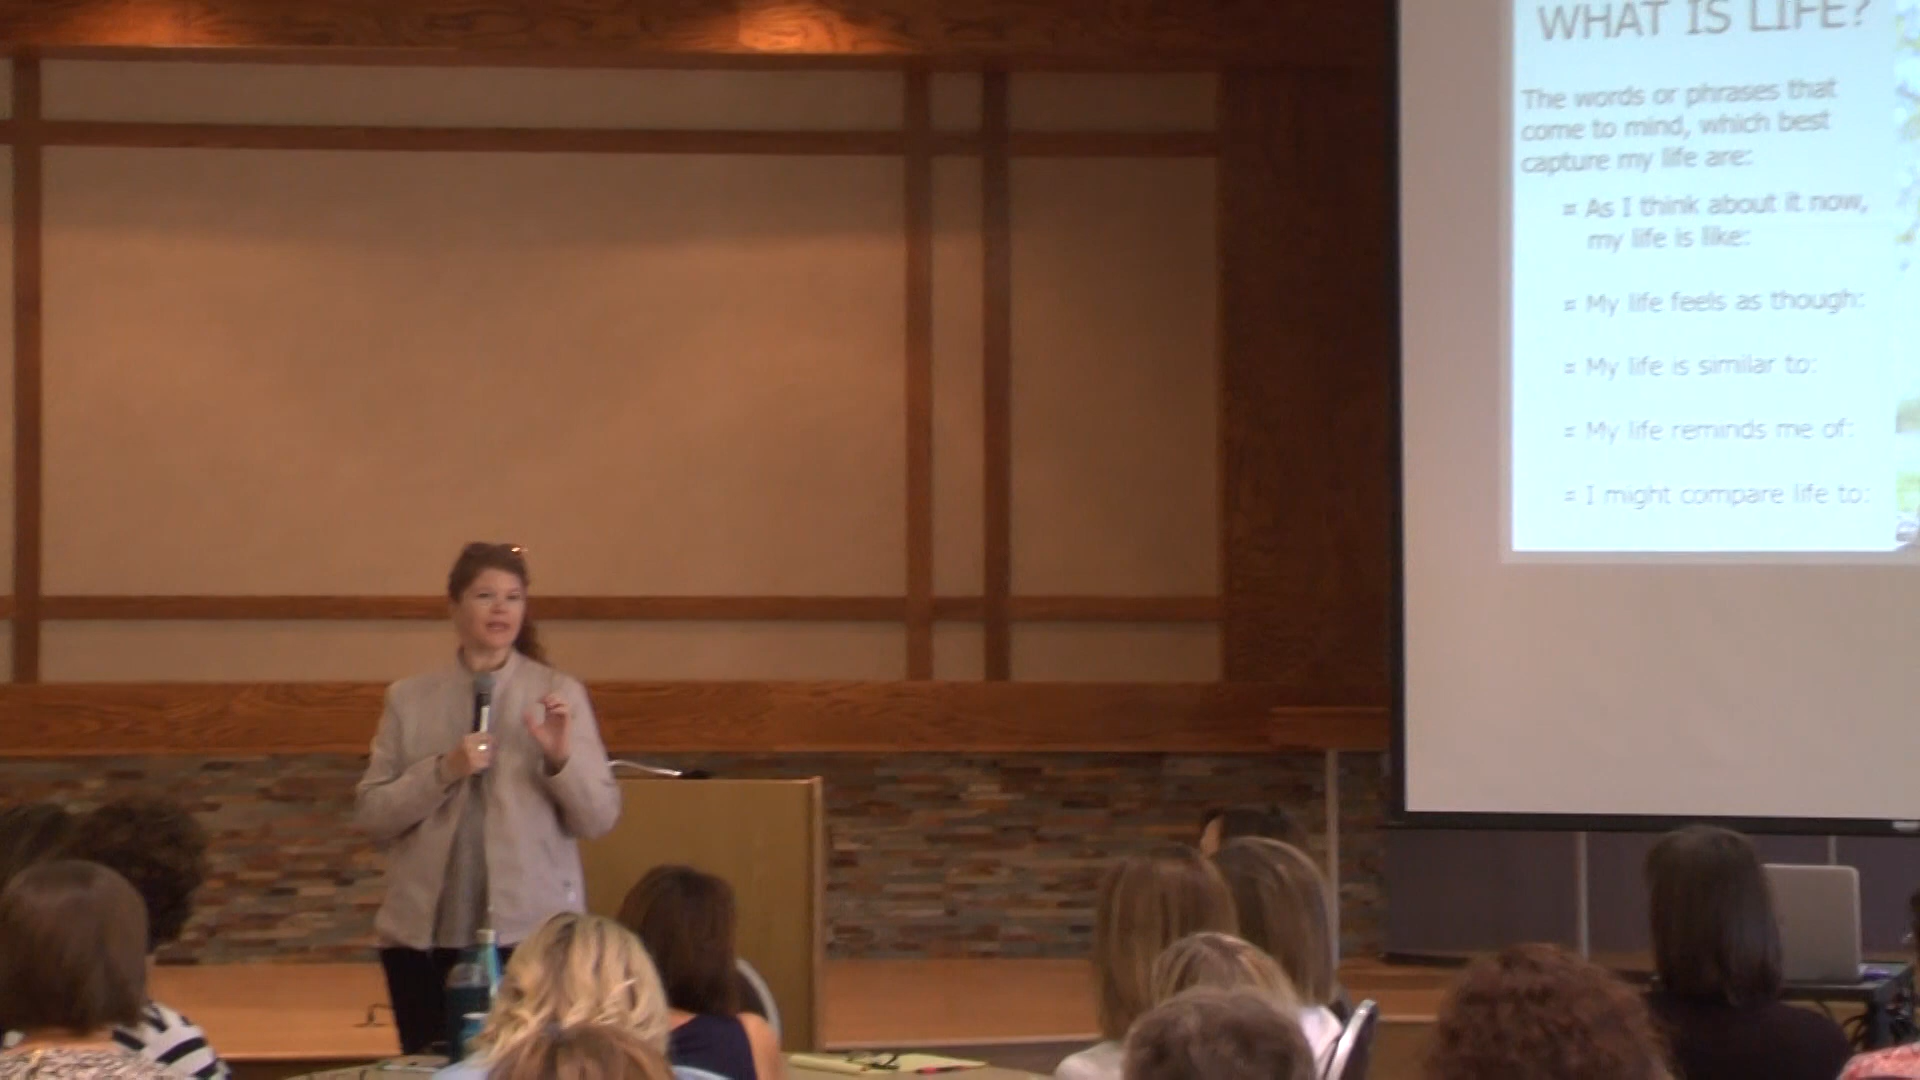 WHAT IS LIFE?
The words or phrases that
come to mind, which best
capture my life are:
¤ As I think about it now,
my life is like:
¤ My life feels as though:
¤ My life is similar to:
¤ My life reminds me of:
¤ I might compare life to: